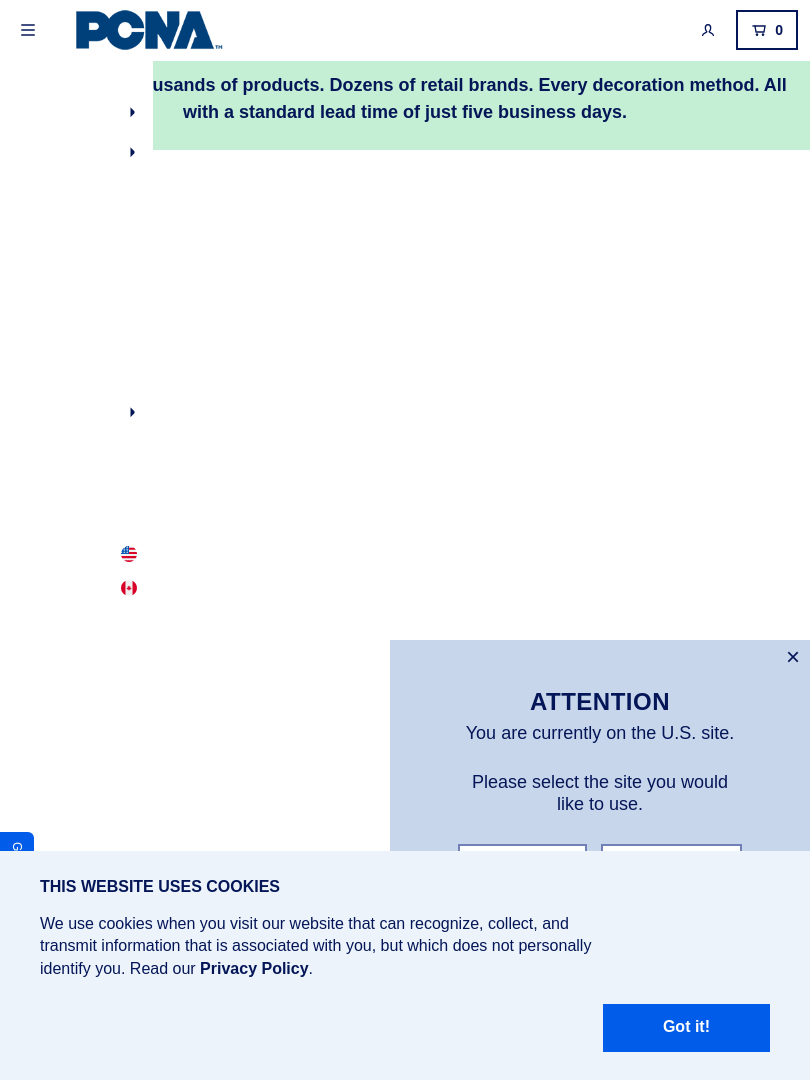 PCNA™
0
usands of products. Dozens of retail brands. Every decoration method. All
with a standard lead time of just five business days.
ATTENTION
You are currently on the U.S. site.
Please select the site you would
like to use.
G
THIS WEBSITE USES COOKIES
We use cookies when you visit our website that can recognize, collect, and
transmit information that is associated with you, but which does not personally
identify you. Read our Privacy Policy.
Got it!